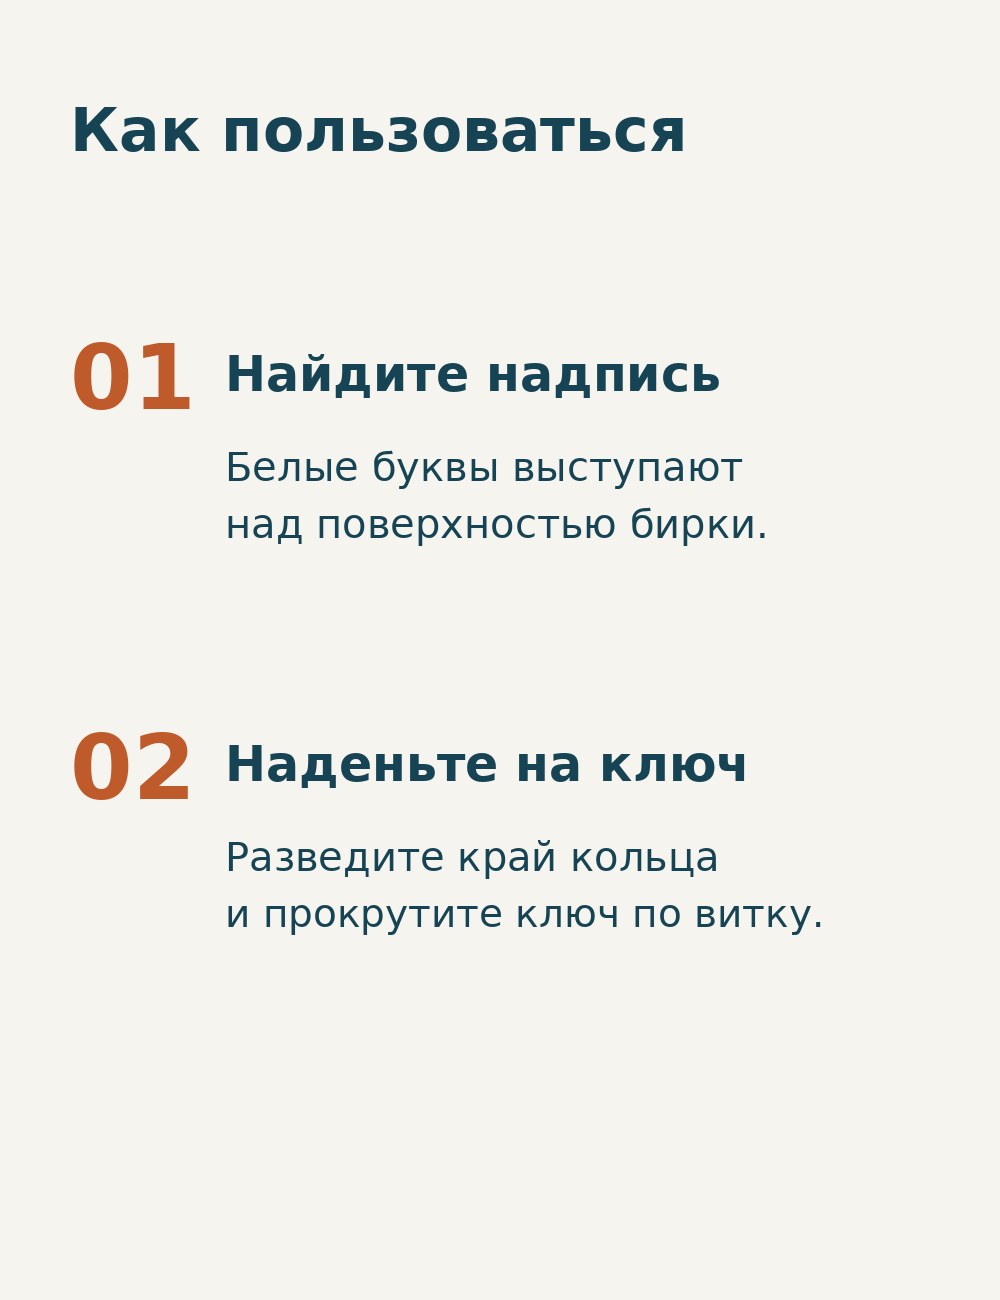 Как пользоваться
01 Найдите надпись
Белые буквы выступают
над поверхностью бирки.
02 Наденьте на ключ
Разведите край кольца
и прокрутите ключ по витку.